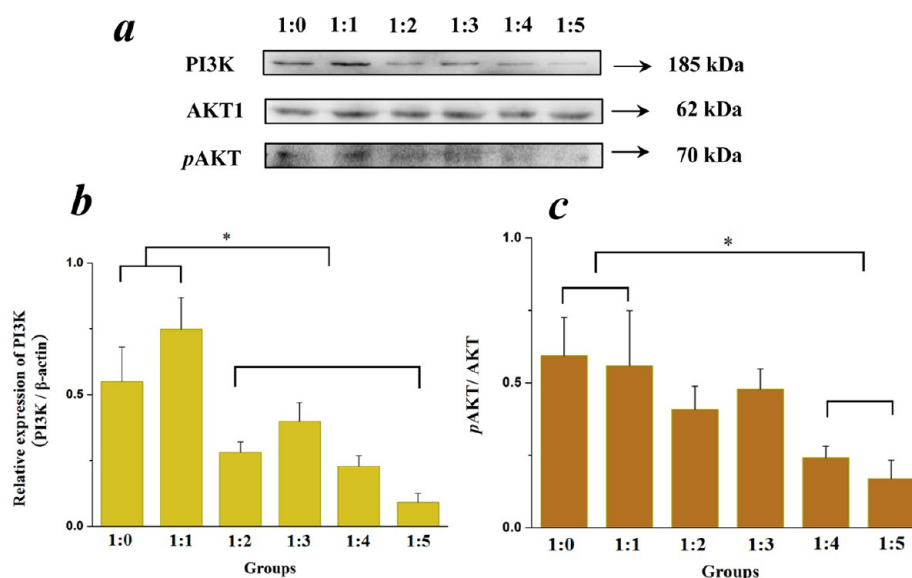 a
1:0 1:1 1:2 1:3 1:4 1:5
PI3K 185 kDa
AKT1 62 kDa
pAKT 70 kDa
b
*
Relative expression of PI3K
(PI3K / β-actin)
1.0
0.5
0.0
1:0 1:1 1:2 1:3 1:4 1:5
Groups
c
*
pAKT/ AKT
1.0
0.5
0.0
1:0 1:1 1:2 1:3 1:4 1:5
Groups